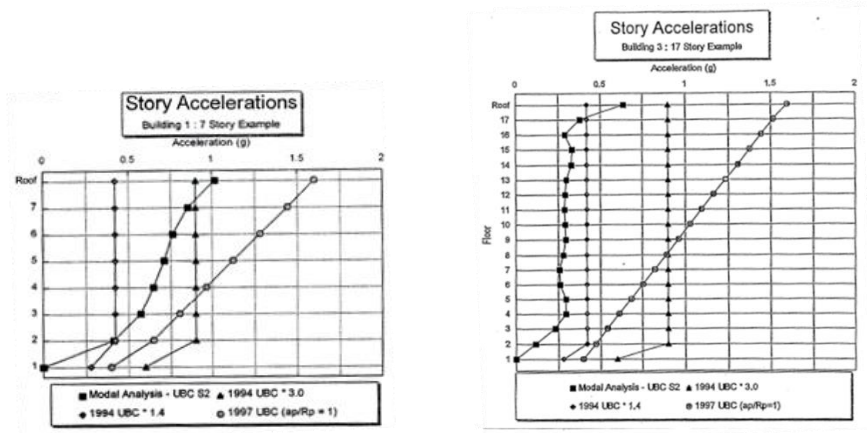 Story Accelerations
Building 1 : 7 Story Example
Acceleration (g)
0 0.5 1 1.5 2
Roof
7
6
5
4
3
2
1
■ Modal Analysis - UBC S2 ▲ 1994 UBC * 3.0
♦ 1994 UBC * 1.4 o 1997 UBC (ap/Rp = 1)
Story Accelerations
Building 3 : 17 Story Example
Acceleration (g)
0 0.5 1 1.5 2
Floor
Roof
17
16
15
14
13
12
11
10
9
8
7
6
5
4
3
2
1
■ Modal Analysis - UBC S2 ▲ 1994 UBC * 3.0
♦ 1994 UBC * 1.4 o 1997 UBC (ap/Rp=1)